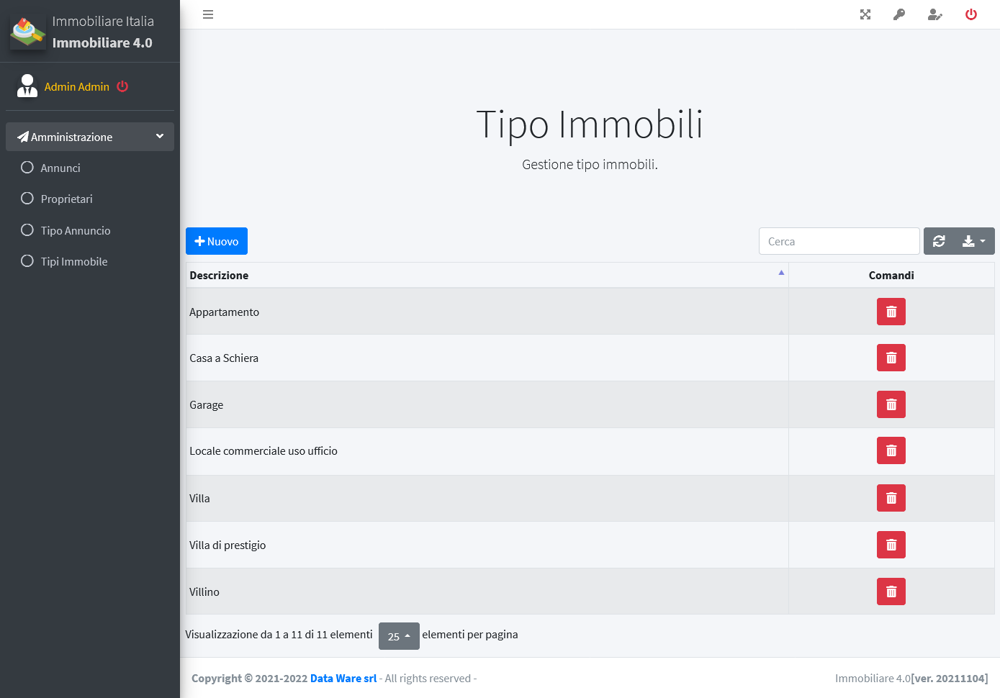 Immobiliare Italia
Immobiliare 4.0
Admin Admin
Amministrazione
Annunci
Proprietari
Tipo Annuncio
Tipi Immobile
Tipo Immobili
Gestione tipo immobili.
Nuovo
Cerca
Descrizione Comandi
Appartamento
Casa a Schiera
Garage
Locale commerciale uso ufficio
Villa
Villa di prestigio
Villino
Visualizzazione da 1 a 11 di 11 elementi 25 elementi per pagina
Copyright © 2021-2022 Data Ware srl - All rights reserved - Immobiliare 4.0[ver. 20211104]